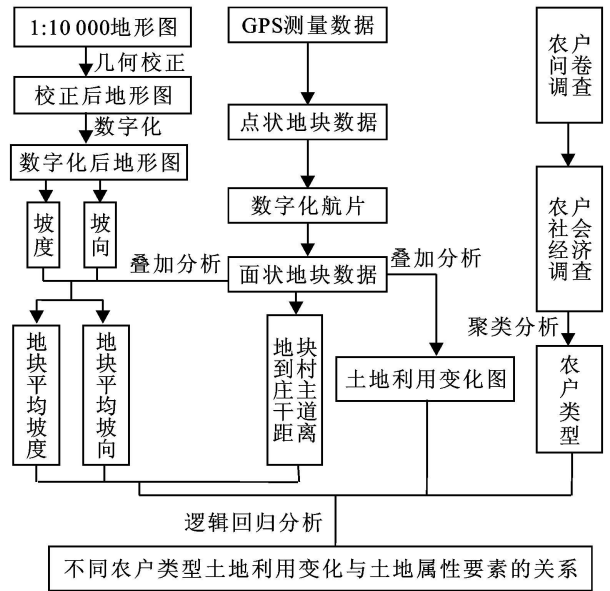 1:10 000地形图
几何校正
校正后地形图
数字化
数字化后地形图
坡度
坡向
GPS测量数据
点状地块数据
数字化航片
叠加分析
面状地块数据
叠加分析
地块平均坡度
地块平均坡向
地块
到村
庄主
干道
距离
土地利用变化图
农户
问卷
调查
农户
社会
经济
调查
聚类分析
农户类型
逻辑回归分析
不同农户类型土地利用变化与土地属性要素的关系